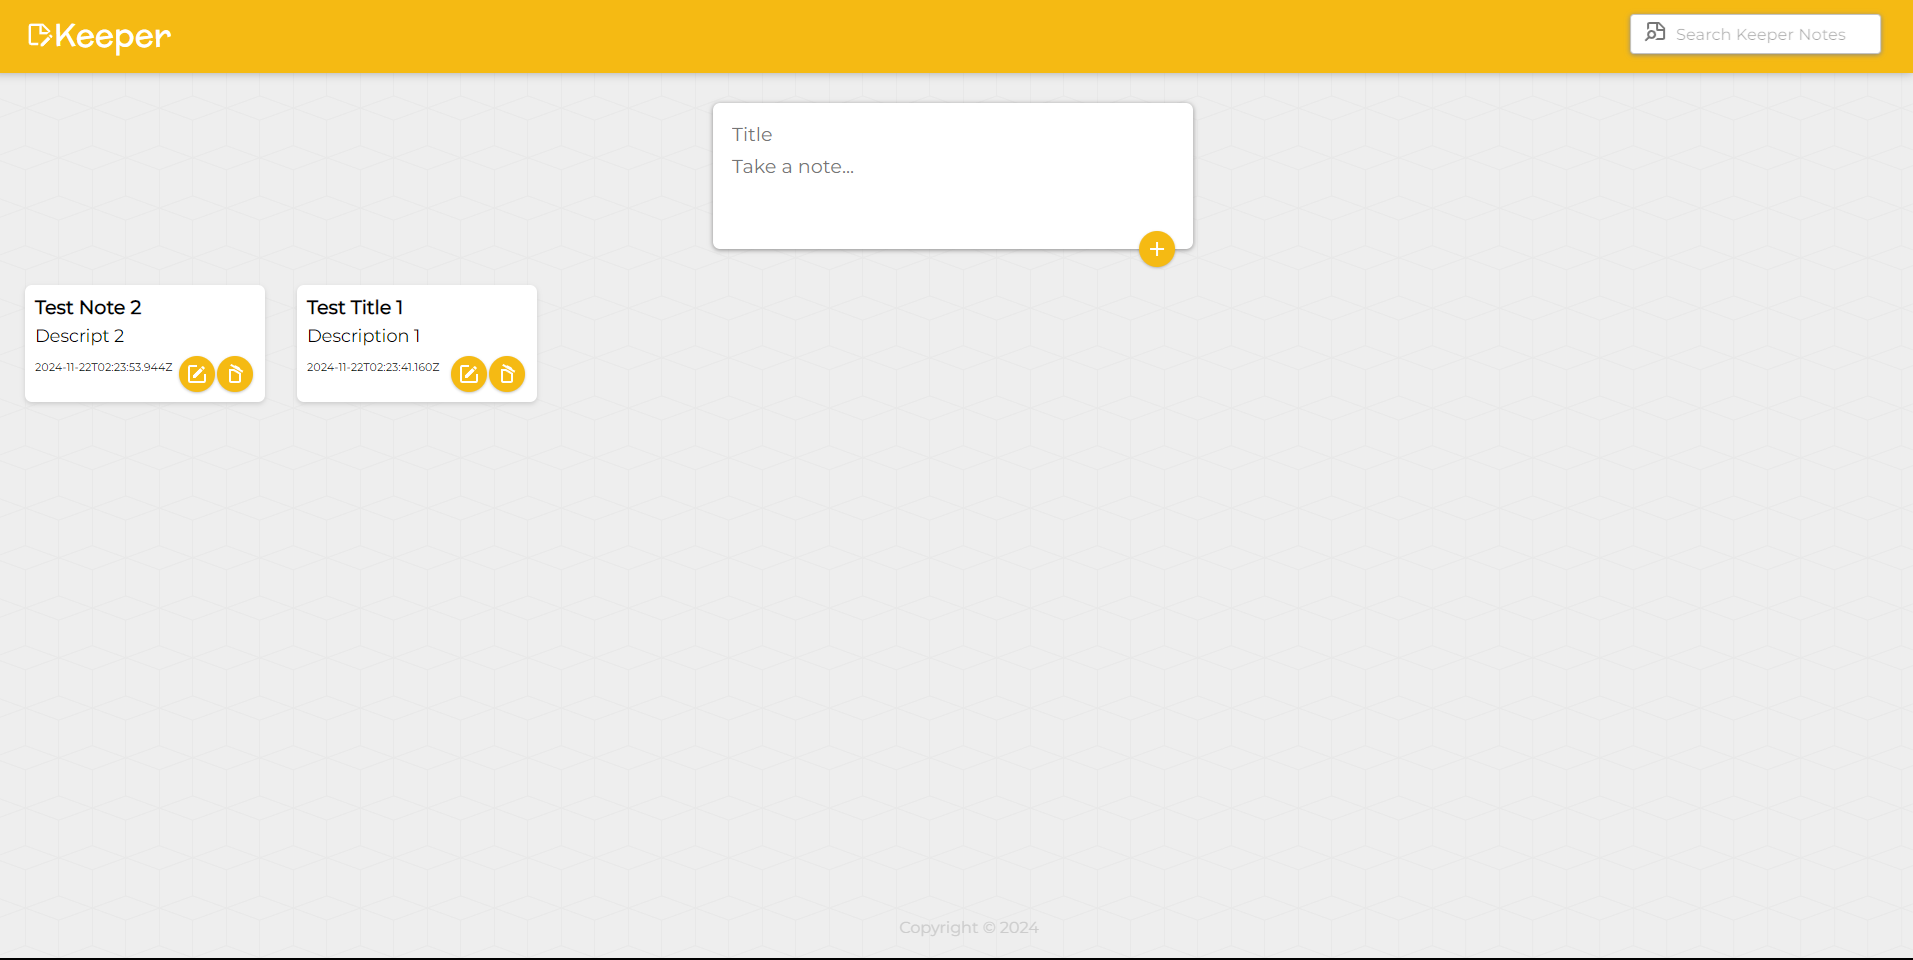 Keeper
Search Keeper Notes
Title
Take a note...
Test Note 2
Descript 2
2024-11-22T02:23:53.944Z
Test Title 1
Description 1
2024-11-22T02:23:41.160Z
Copyright © 2024